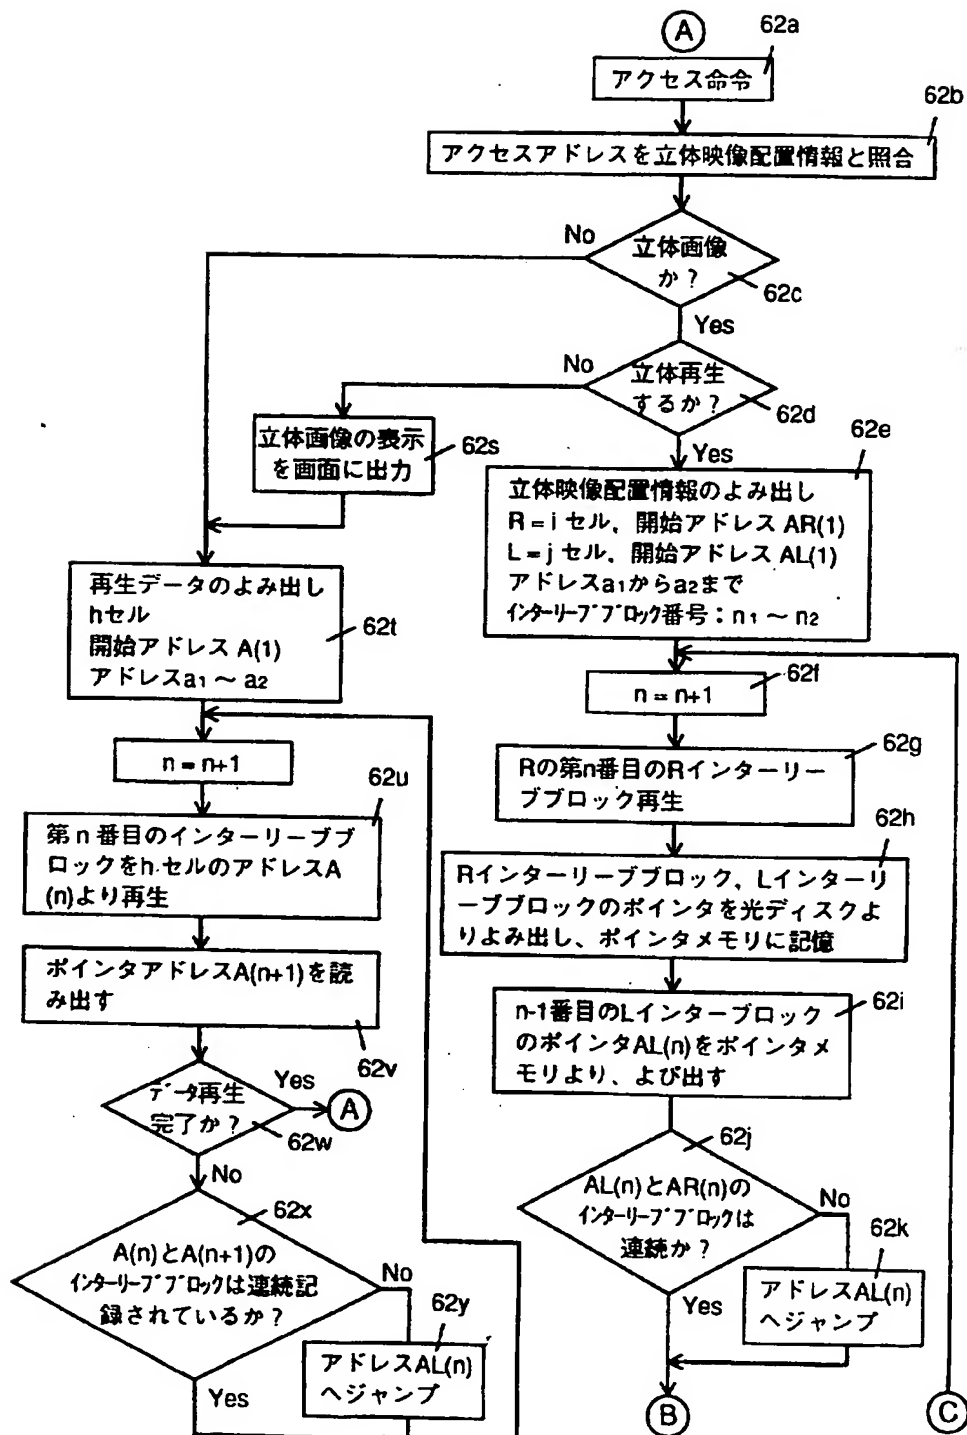 A
62a
アクセス命令
62b
アクセスアドレスを立体映像配置情報と照合
No
立体画像
か?
62c
Yes
No
立体再生
するか?
62d
Yes
立体画像の表示
を画面に出力
62s
62e
立体映像配置情報のよみ出し
R=iセル, 開始アドレス AR(1)
L=jセル, 開始アドレス AL(1)
アドレスa1からa2まで
インターリーブブロック番号:n1~n2
再生データのよみ出し
hセル
開始アドレス A(1)
アドレスa1~a2
62t
62f
n=n+1
n=n+1
62g
Rの第n番目のRインターリー
ブブロック再生
62u
第n番目のインターリーブブ
ロックをh.セルのアドレスA
(n)より再生
62h
Rインターリーブブロック, Lインターリ
ーブブロックのポインタを光ディスクよ
りよみ出し、ポインタメモリに記憶
ポインタアドレスA(n+1)を読
み出す
62v
62i
n-1番目のLインターブロック
のポインタAL(n)をポインタメ
モリより、よび出す
データ再生
完了か?
Yes
A
62w
No
62j
AL(n)とAR(n)の
インターリーブブロックは
連続か?
No
62k
アドレスAL(n)
へジャンプ
Yes
62x
A(n)とA(n+1)の
インターリーブブロックは連続記
録されているか?
No
62y
アドレスAL(n)
へジャンプ
Yes
B
C